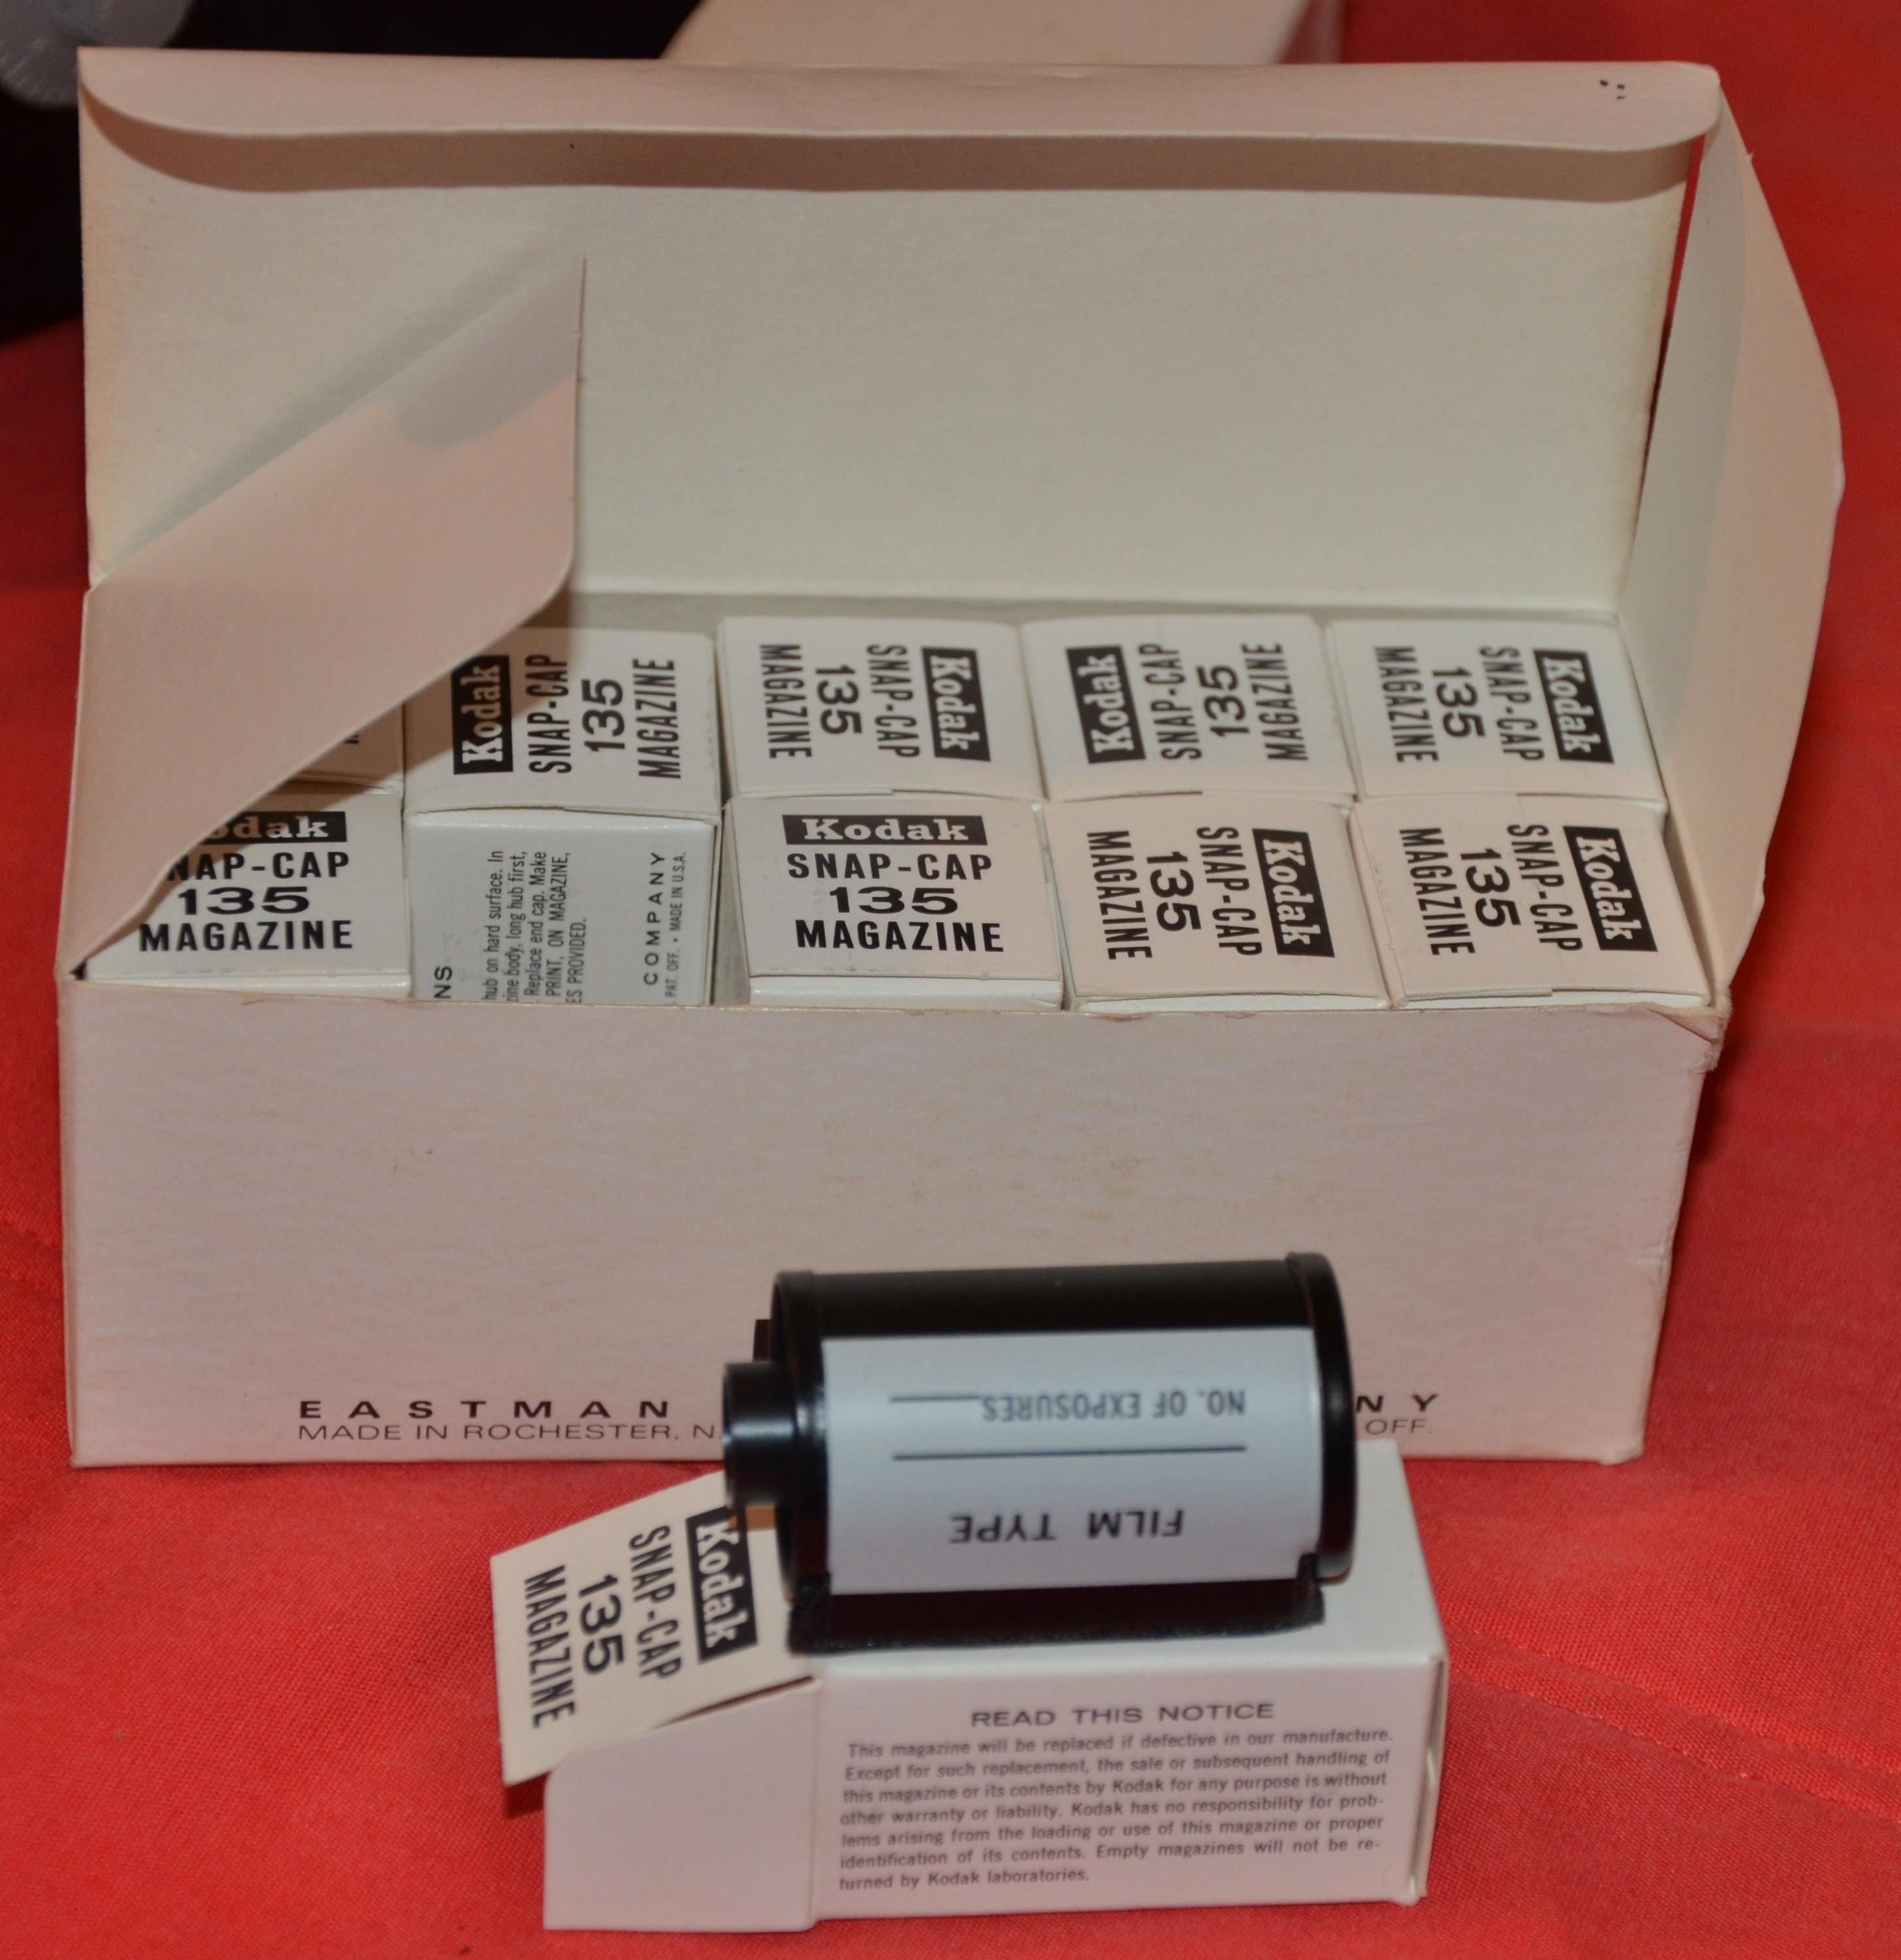 Kodak
SNAP-CAP
135
MAGAZINE
Kodak
SNAP-CAP
135
MAGAZINE
Kodak
SNAP-CAP
135
MAGAZINE
Kodak
SNAP-CAP
135
MAGAZINE
dak
NAP-CAP
135
MAGAZINE
NS
hub on hard surface. In
zine body, long hub first,
Replace end cap. Make
PRINT, ON MAGAZINE,
ES PROVIDED.
COMPANY
PAT. OFF. • MADE IN U.S.A.
Kodak
SNAP-CAP
135
MAGAZINE
Kodak
SNAP-CAP
135
MAGAZINE
Kodak
SNAP-CAP
135
MAGAZINE
EASTMAN NY
MADE IN ROCHESTER, N. OFF.
FILM TYPE
NO. OF EXPOSURES
Kodak
SNAP-CAP
135
MAGAZINE
READ THIS NOTICE
This magazine will be replaced if defective in our manufacture.
Except for such replacement, the sale or subsequent handling of
this magazine or its contents by Kodak for any purpose is without
other warranty or liability. Kodak has no responsibility for prob-
lems arising from the loading or use of this magazine or proper
identification of its contents. Empty magazines will not be re-
turned by Kodak laboratories.